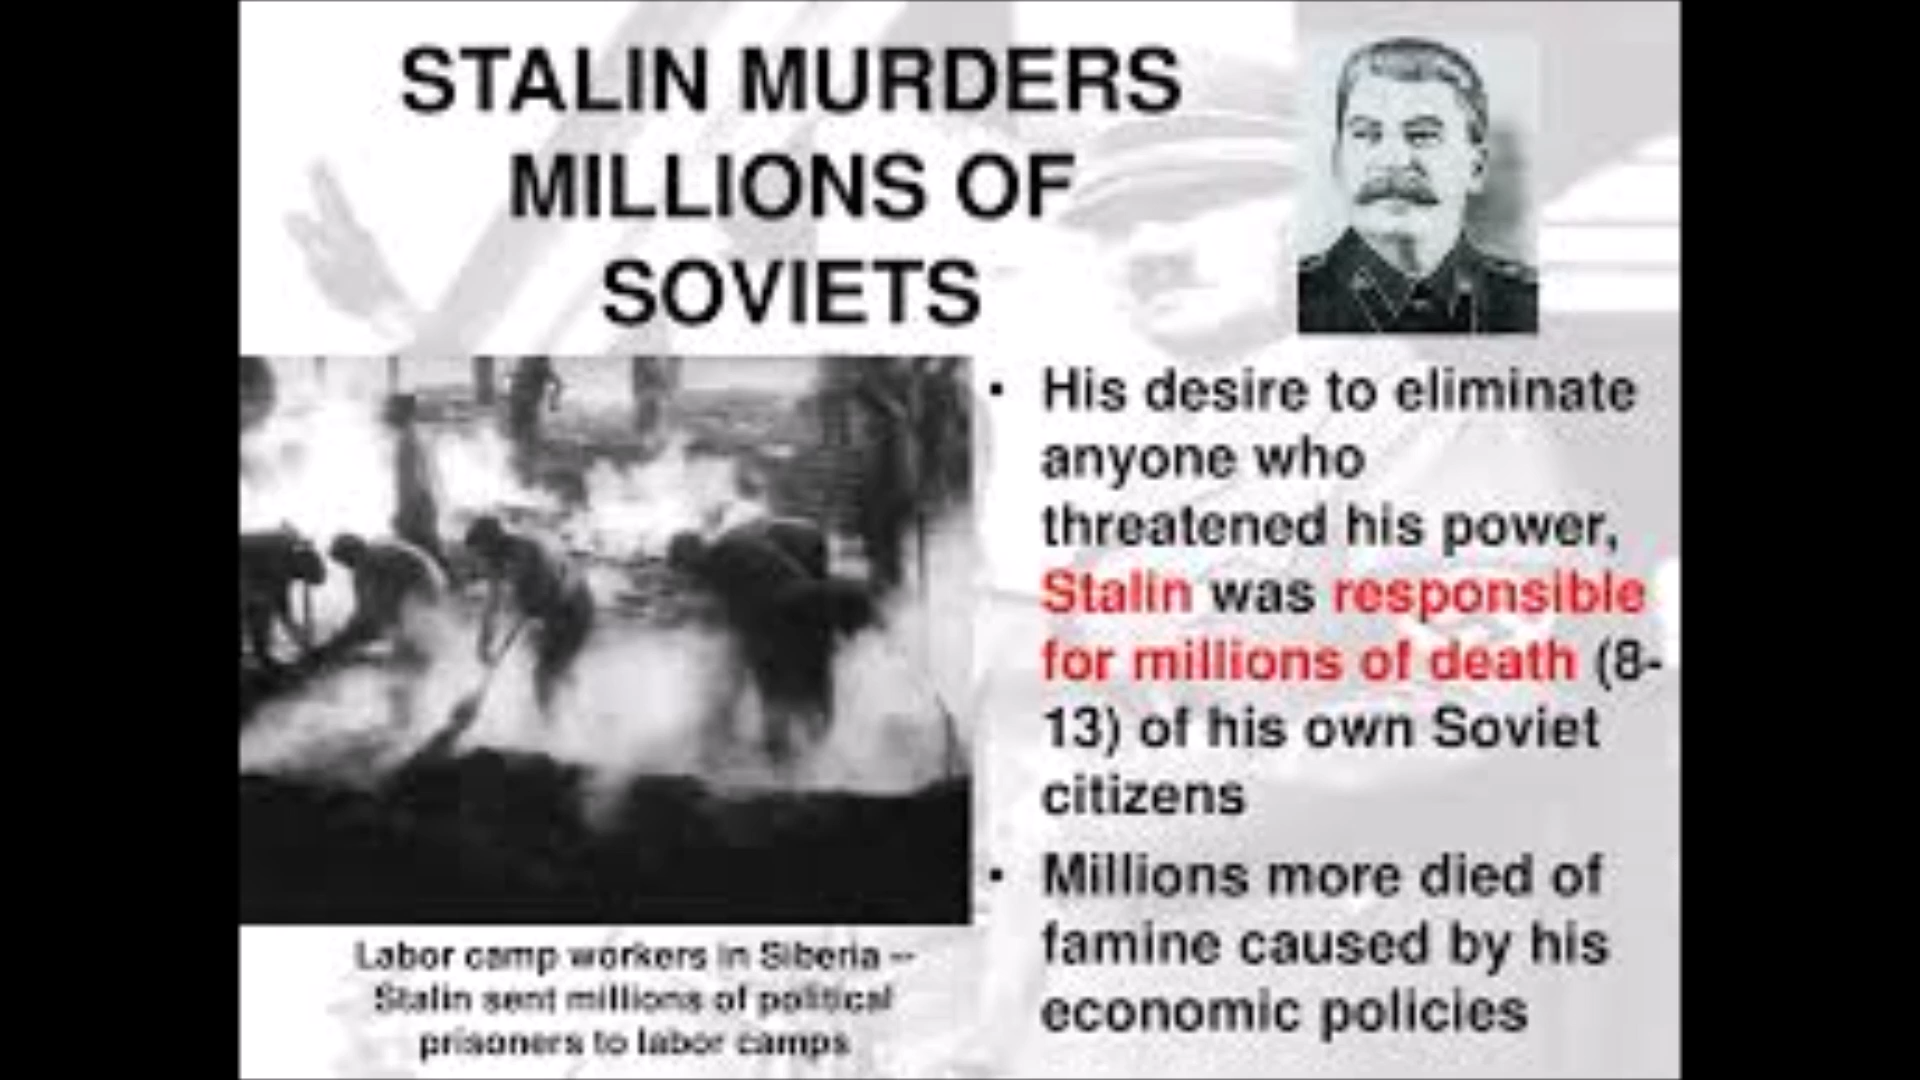 STALIN MURDERS
MILLIONS OF
SOVIETS
• His desire to eliminate
anyone who
threatened his power,
Stalin was responsible
for millions of death (8-
13) of his own Soviet
citizens
• Millions more died of
famine caused by his
economic policies
Labor camp workers in Siberia --
Stalin sent millions of political
prisoners to labor camps